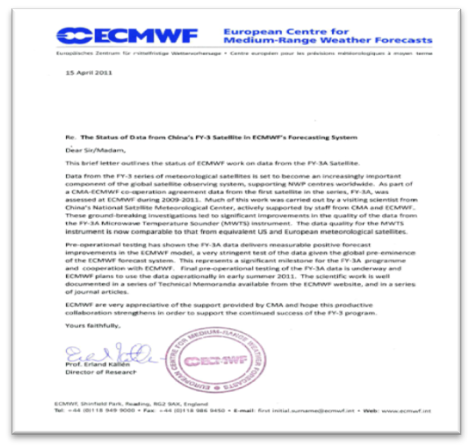 ECMWF
European Centre for
Medium-Range Weather Forecasts
Europäisches Zentrum für mittelfristige Wettervorhersage • Centre européen pour les prévisions météorologiques à moyen terme
15 April 2011
Re. The Status of Data from China's FY-3 Satellite in ECMWF's Forecasting System
Dear Sir/Madam,
This brief letter outlines the status of ECMWF work on data from the FY-3A Satellite.
Data from the FY-3 series of meteorological satellites is set to become an increasingly important
component of the global satellite observing system, supporting NWP centres worldwide. As part of
a CMA-ECMWF co-operation agreement data from the first satellite in the series, FY-3A, was
assessed at ECMWF during 2009-2011. Much of this work was carried out by a visiting scientist from
China's National Satellite Meteorological Center, actively supported by staff from CMA and ECMWF.
These ground-breaking investigations led to significant improvements in the quality of the data from
the FY-3A Microwave Temperature Sounder (MWTS) instrument. The data quality for the MWTS
instrument is now comparable to that from equivalent US and European meteorological satellites.
Pre-operational testing has shown the FY-3A data delivers measurable positive forecast
improvements in the ECMWF model, a very stringent test of the data given the global pre-eminence
of the ECMWF forecast system. This represents a significant milestone for the FY-3A programme
and cooperation with ECMWF. Final pre-operational testing of the FY-3A data is underway and
ECMWF plans to use the data operationally in early summer 2011. The scientific work is well
documented in a series of Technical Memoranda available from the ECMWF website, and in a series
of journal articles.
ECMWF are very appreciative of the support provided by CMA and hope this productive
collaboration strengthens in order to support the continued success of the FY-3 program.
Yours faithfully,
EUROPEAN CENTRE FOR MEDIUM-RANGE WEATHER FORECASTS
ECMWF
Prof. Erland Källén
Director of Research
ECMWF, Shinfield Park, Reading, RG2 9AX, England
Tel: +44 (0)118 949 9000 • Fax: +44 (0)118 986 9450 • E-mail: first initial.surname@ecmwf.int • Web: www.ecmwf.int